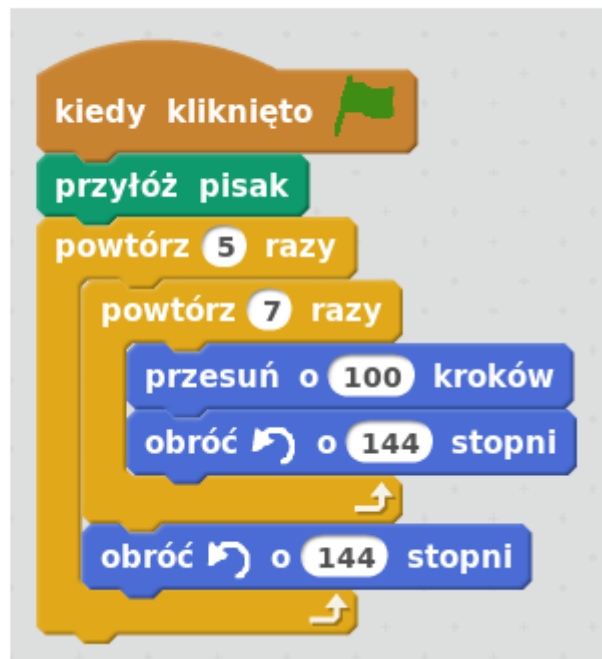 kiedy kliknięto
przyłóż pisak
powtórz 5 razy
powtórz 7 razy
przesuń o 100 kroków
obróć o 144 stopni
obróć o 144 stopni